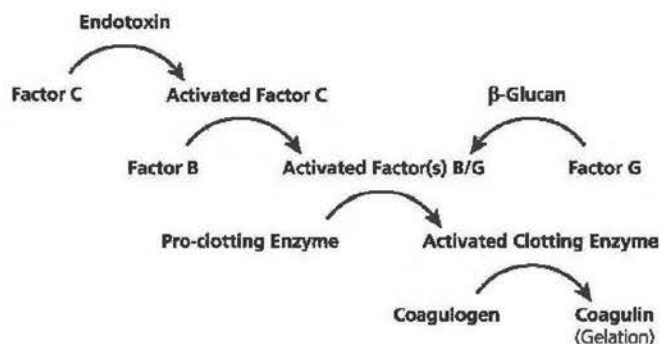 Endotoxin
Factor C
Activated Factor C
β-Glucan
Factor B
Activated Factor(s) B/G
Factor G
Pro-clotting Enzyme
Activated Clotting Enzyme
Coagulogen
Coagulin
(Gelation)